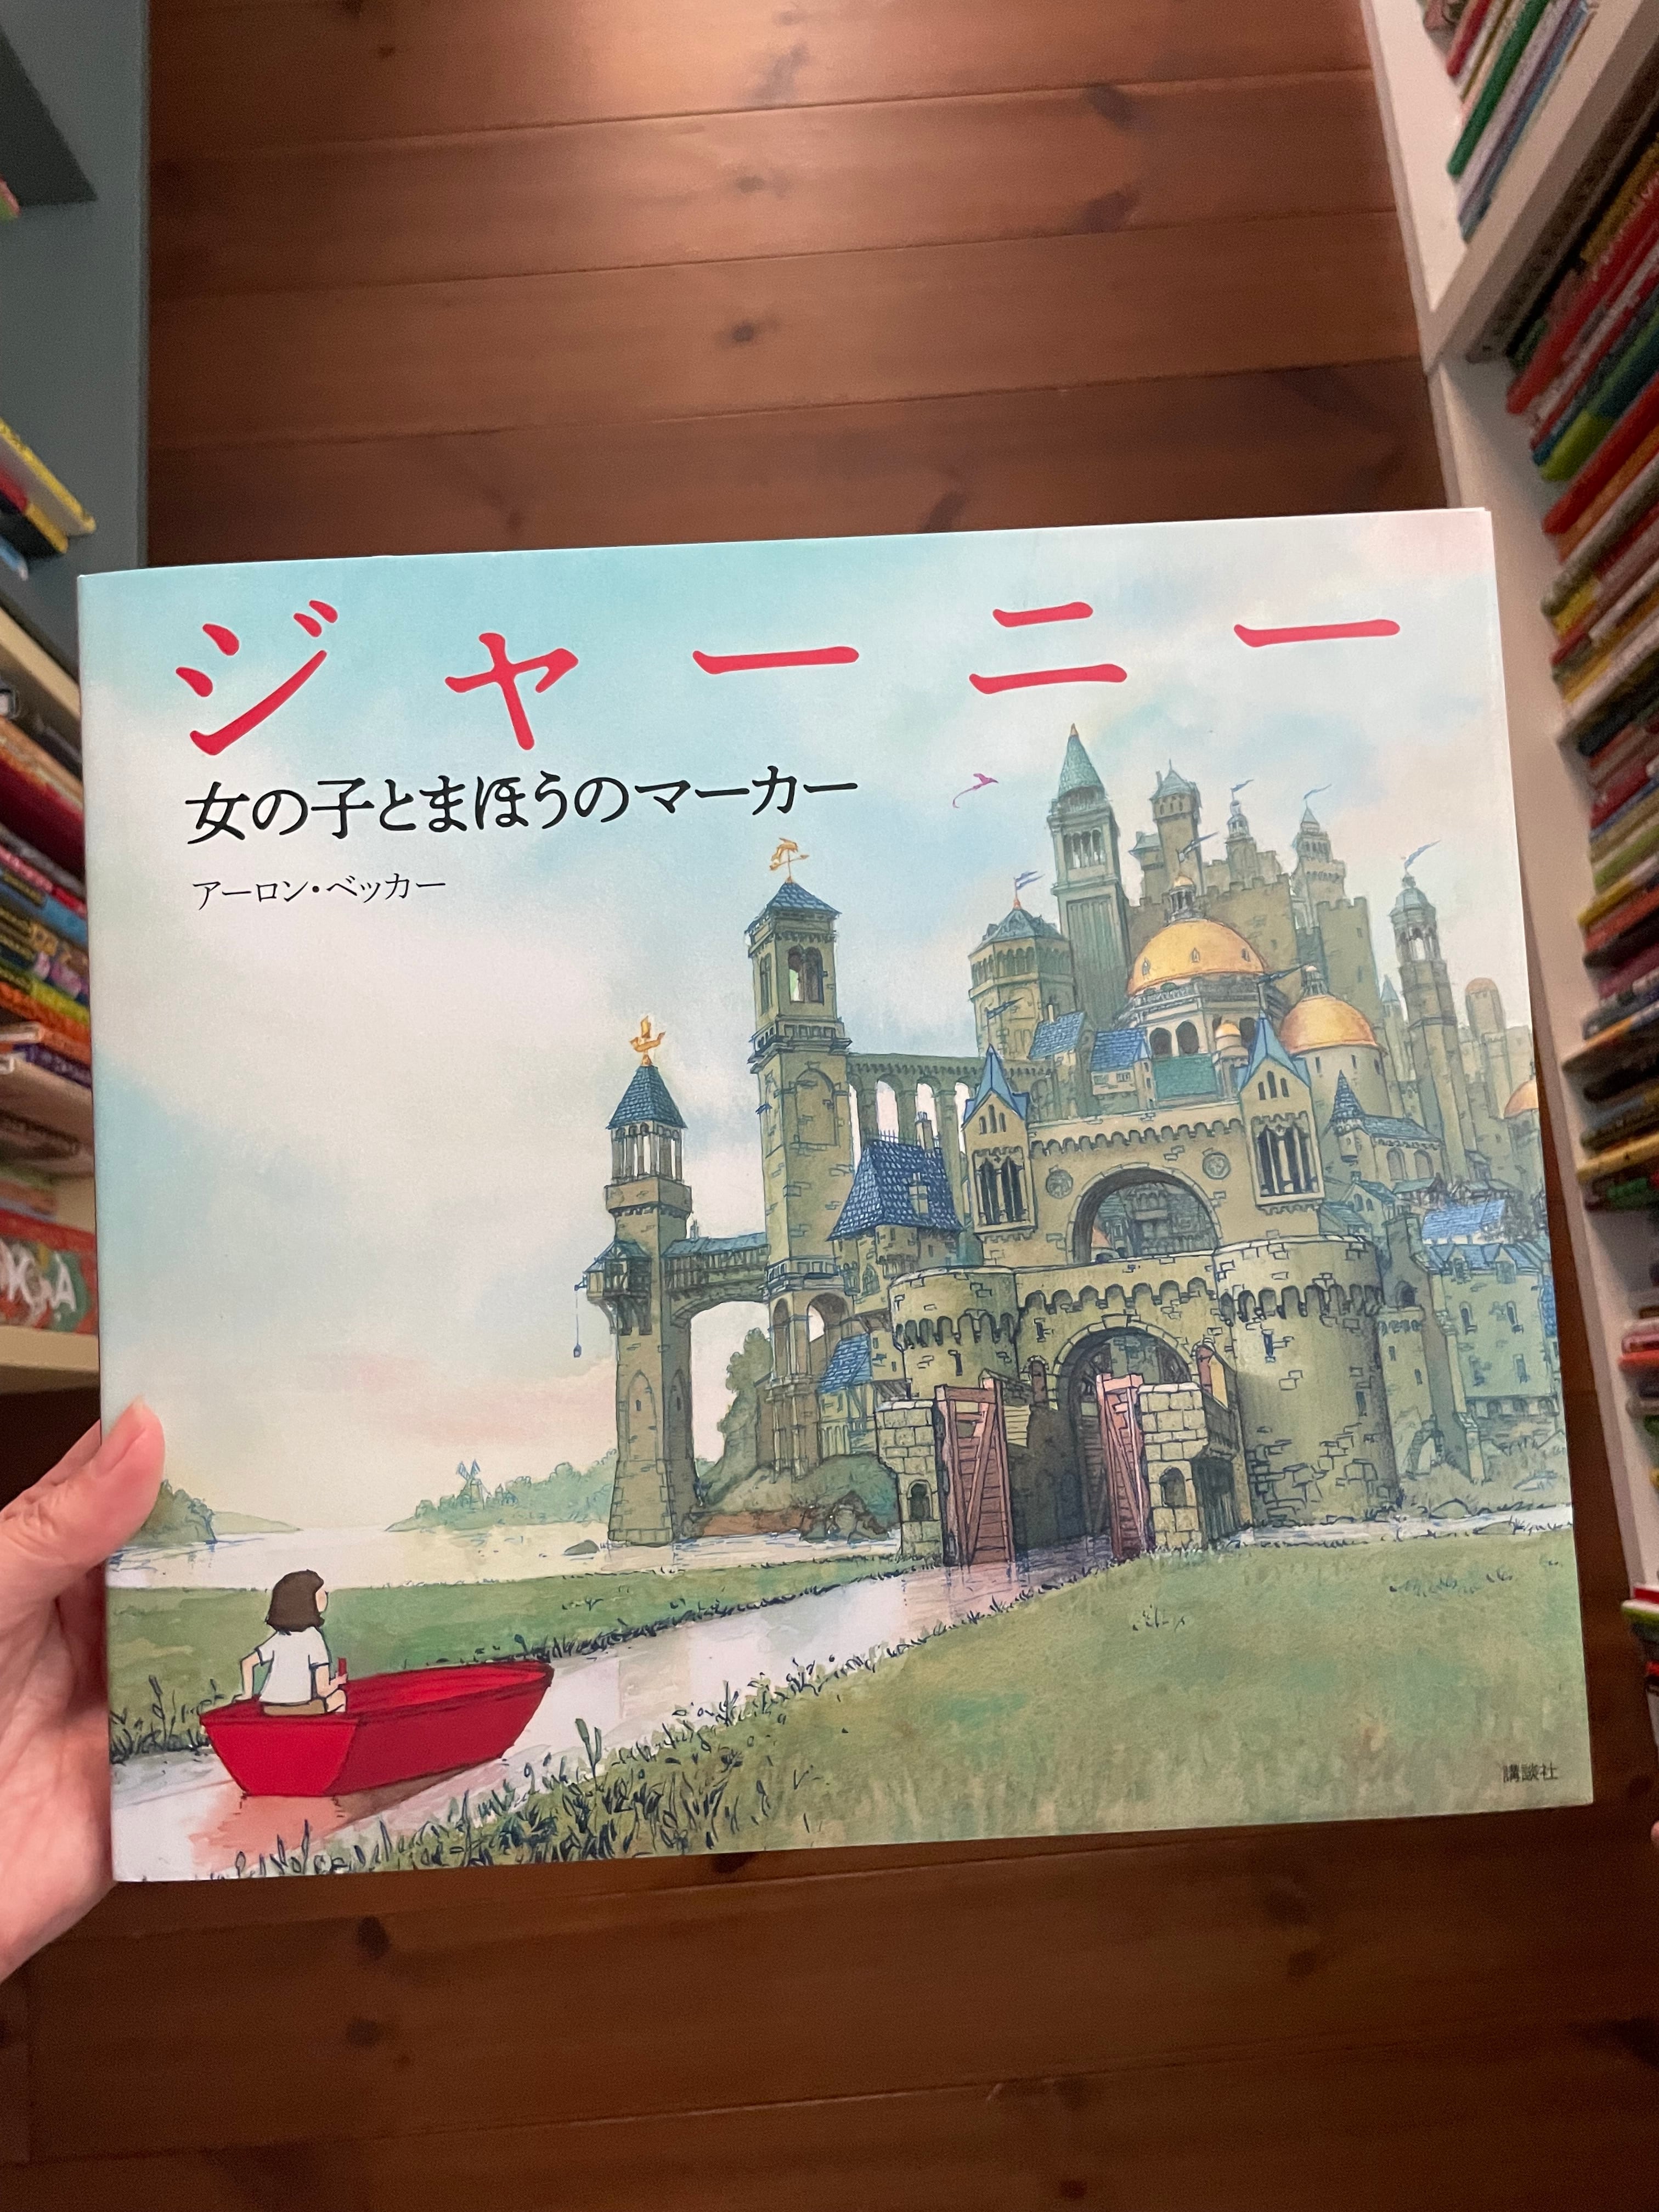 ジャーニー
女の子とまほうのマーカー
アーロン・ベッカー
講談社